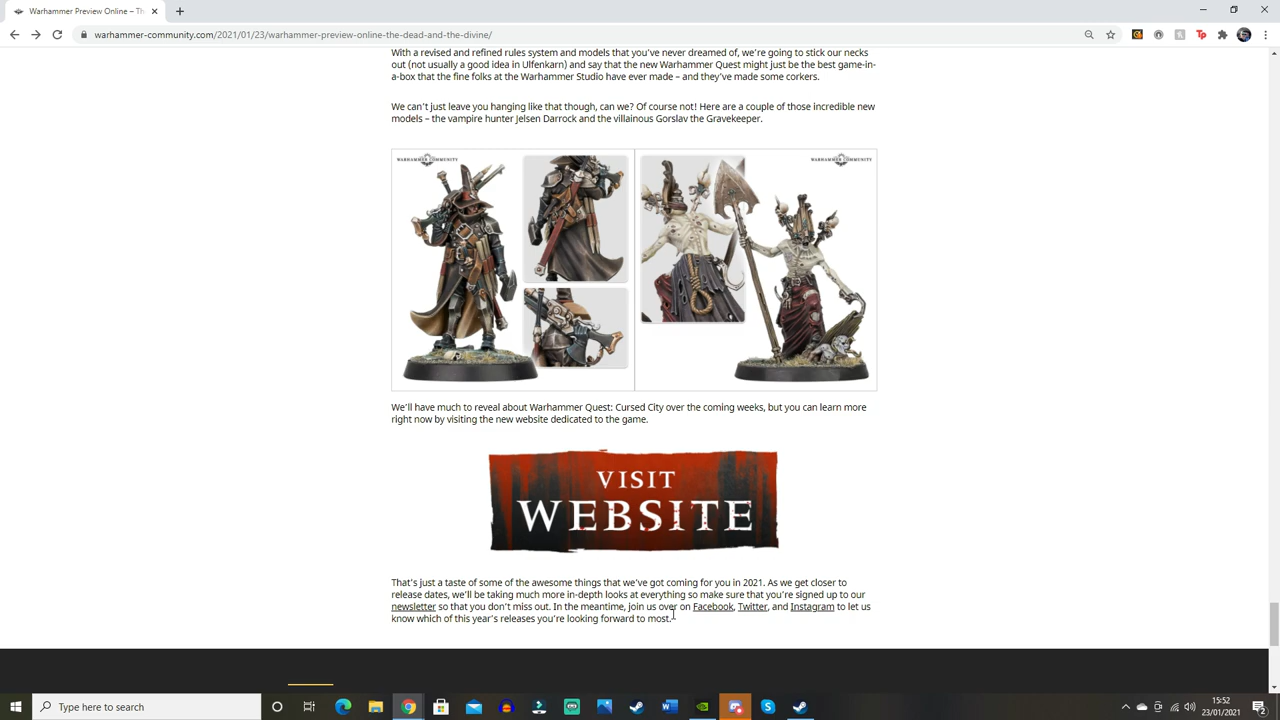 Warhammer Preview Online – Th
warhammer-community.com/2021/01/23/warhammer-preview-online-the-dead-and-the-divine/
With a revised and refined rules system and models that you've never dreamed of, we're going to stick our necks
out (not usually a good idea in Ulfenkarn) and say that the new Warhammer Quest might just be the best game-in-
a-box that the fine folks at the Warhammer Studio have ever made – and they've made some corkers.
We can't just leave you hanging like that though, can we? Of course not! Here are a couple of those incredible new
models – the vampire hunter Jelsen Darrock and the villainous Gorslav the Gravekeeper.
WARHAMMER COMMUNITY
WARHAMMER COMMUNITY
We'll have much to reveal about Warhammer Quest: Cursed City over the coming weeks, but you can learn more
right now by visiting the new website dedicated to the game.
VISIT
WEBSITE
That's just a taste of some of the awesome things that we've got coming for you in 2021. As we get closer to
release dates, we'll be taking much more in-depth looks at everything so make sure that you're signed up to our
newsletter so that you don't miss out. In the meantime, join us over on Facebook, Twitter, and Instagram to let us
know which of this year's releases you're looking forward to most.
Type here to search
15:52
23/01/2021
2